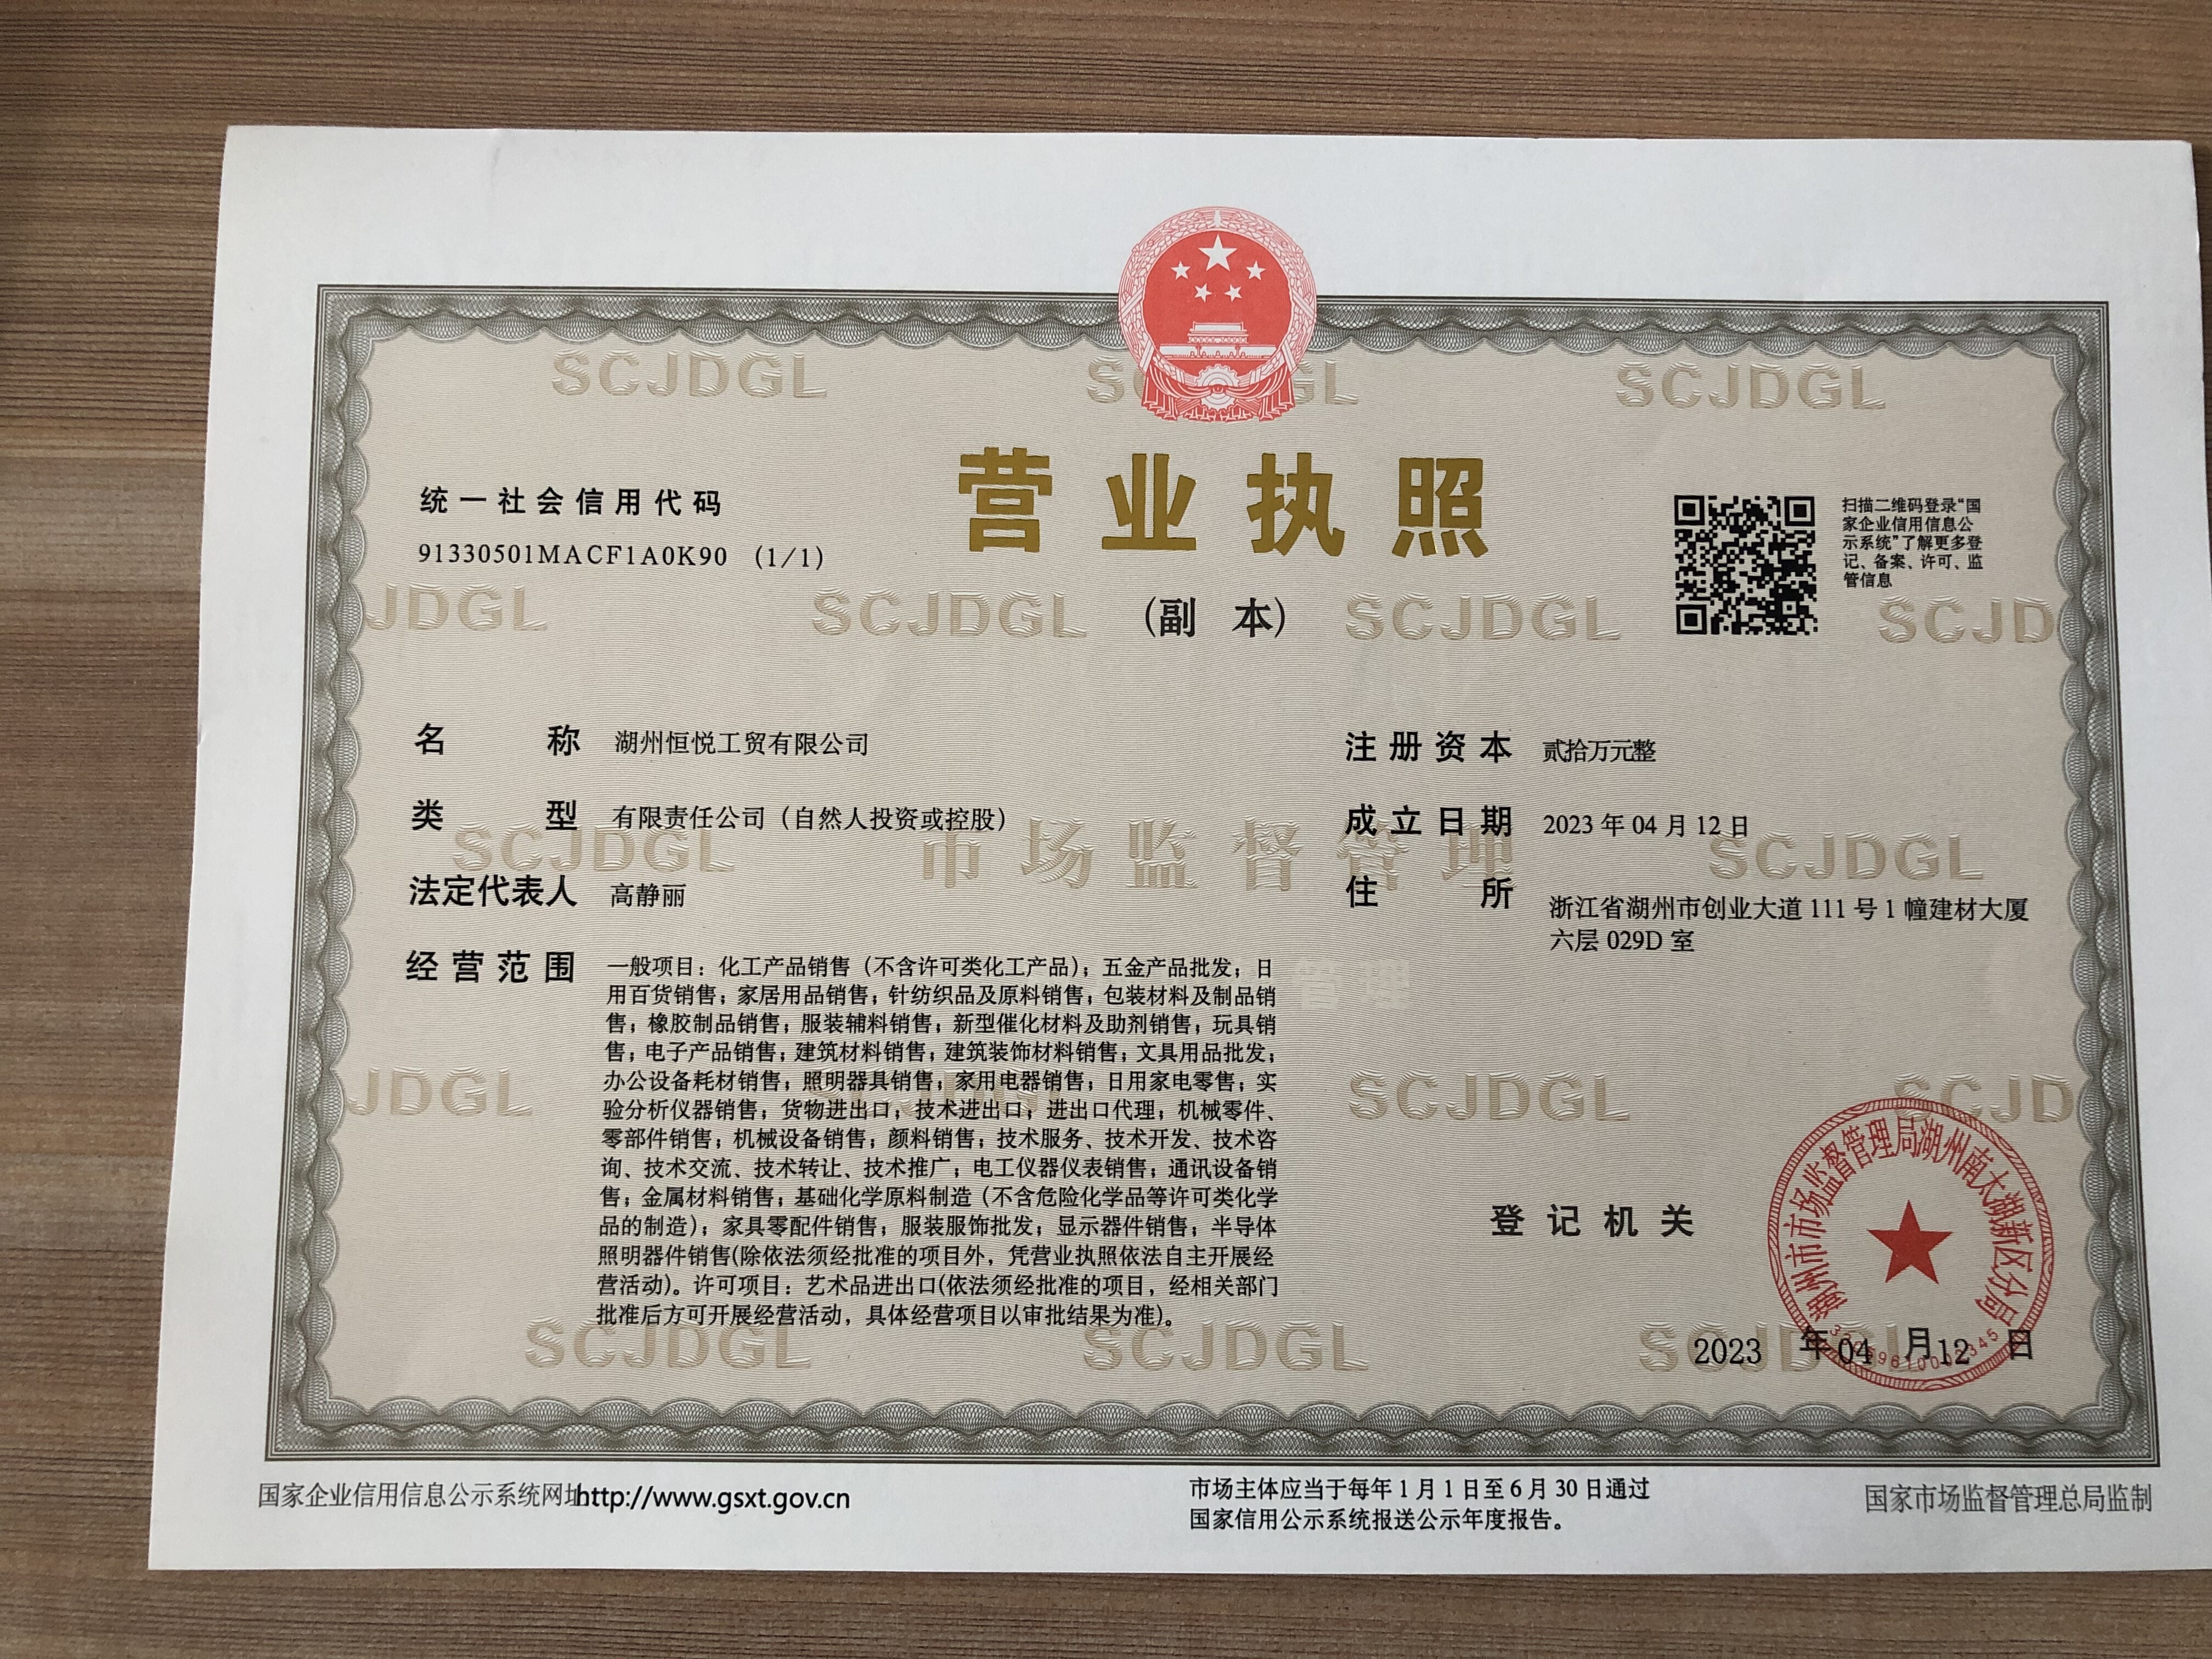 SCJDGL
SCJDGL
营业执照
（副 本）
统一社会信用代码
91330501MACF1A0K90 (1/1)
扫描二维码登录“国
家企业信用信息公
示系统”了解更多登
记、备案、许可、监
管信息
JDGL
SCJDGL
SCJDGL
SCJD
名称 湖州恒悦工贸有限公司
类型 有限责任公司（自然人投资或控股）
法定代表人 高静丽
经营范围 一般项目：化工产品销售（不含许可类化工产品）；五金产品批发；日
用百货销售；家居用品销售；针纺织品及原料销售；包装材料及制品销
售；橡胶制品销售；服装辅料销售；新型催化材料及助剂销售；玩具销
售；电子产品销售；建筑材料销售；建筑装饰材料销售；文具用品批发；
办公设备耗材销售；照明器具销售；家用电器销售；日用家电零售；实
验分析仪器销售；货物进出口；技术进出口；进出口代理；机械零件、
零部件销售；机械设备销售；颜料销售；技术服务、技术开发、技术咨
询、技术交流、技术转让、技术推广；电工仪器仪表销售；通讯设备销
售；金属材料销售；基础化学原料制造（不含危险化学品等许可类化学
品的制造）；家具零配件销售；服装服饰批发；显示器件销售；半导体
照明器件销售(除依法须经批准的项目外，凭营业执照依法自主开展经
营活动)。许可项目：艺术品进出口(依法须经批准的项目，经相关部门
批准后方可开展经营活动，具体经营项目以审批结果为准)。
注册资本 贰拾万元整
成立日期 2023年04月12日
住所 浙江省湖州市创业大道111号1幢建材大厦
六层029D室
SCJDGL
市场监督管理
SCJDGL
管理
JDGL
SCJDGL
SCJD
登记机关
湖州市市场监督管理局湖州南太湖新区分局
2023年04月12日
SCJDGL
SCJDGL
国家企业信用信息公示系统网址http://www.gsxt.gov.cn
市场主体应当于每年1月1日至6月30日通过
国家信用公示系统报送公示年度报告。
国家市场监督管理总局监制